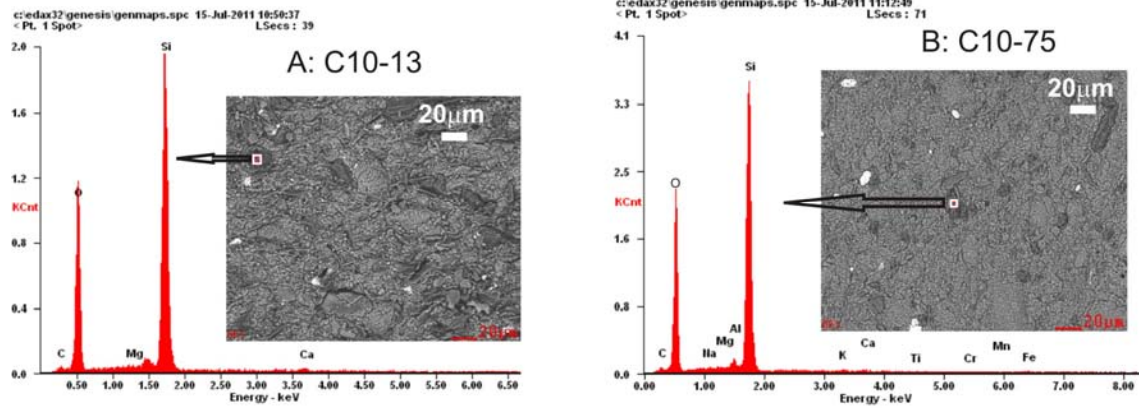 c:\edax32\genesis\genmaps.spc 15-Jul-2011 10:50:37
< Pt. 1 Spot>
LSecs : 39
2.0
1.6
1.2
KCnt
0.8
0.4
0.0
Si
O
C
Mg
Ca
A: C10-13
20μm
20μm
0.50 1.00 1.50 2.00 2.50 3.00 3.50 4.00 4.50 5.00 5.50 6.00 6.50
Energy - keV
c:\edax32\genesis\genmaps.spc 15-Jul-2011 11:12:49
< Pt. 1 Spot>
LSecs : 71
4.1
3.3
2.5
KCnt
1.6
0.8
0.0
Si
O
C
Na
Mg
Al
K
Ca
Ti
Cr
Mn
Fe
B: C10-75
20μm
20μm
0.00 1.00 2.00 3.00 4.00 5.00 6.00 7.00 8.00
Energy - keV